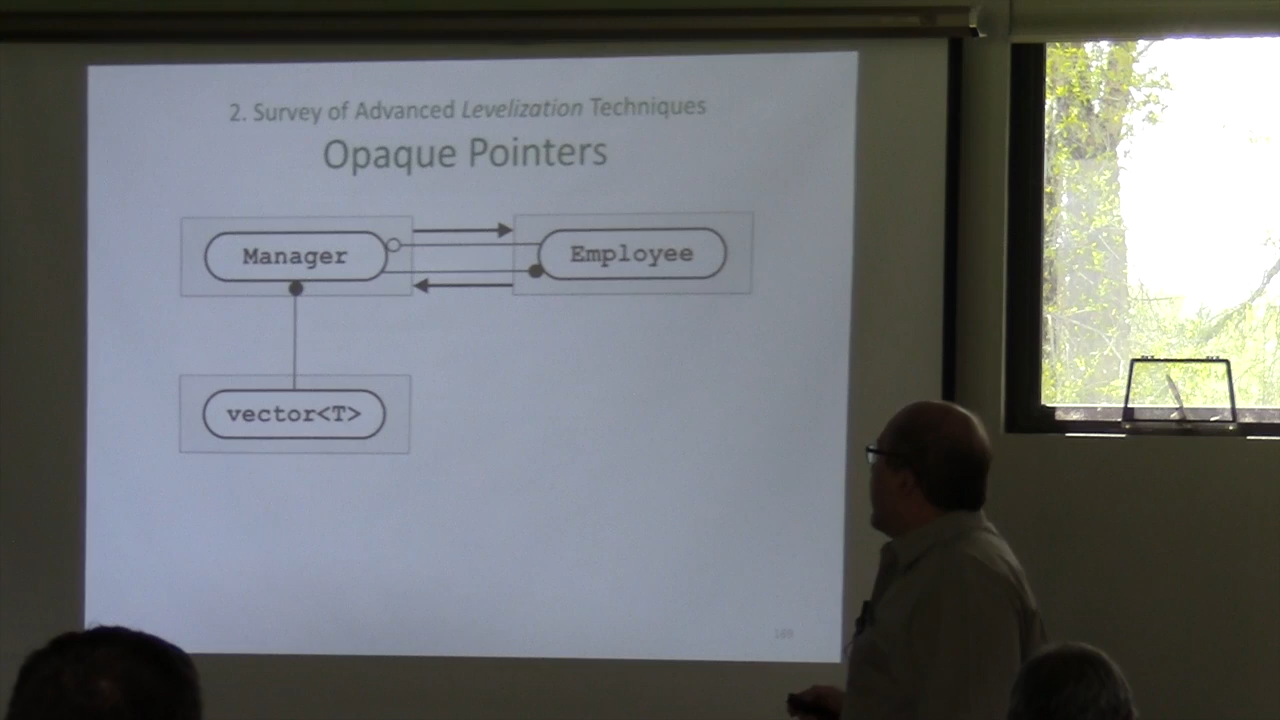 2. Survey of Advanced Levelization Techniques
Opaque Pointers
Manager
Employee
vector<T>